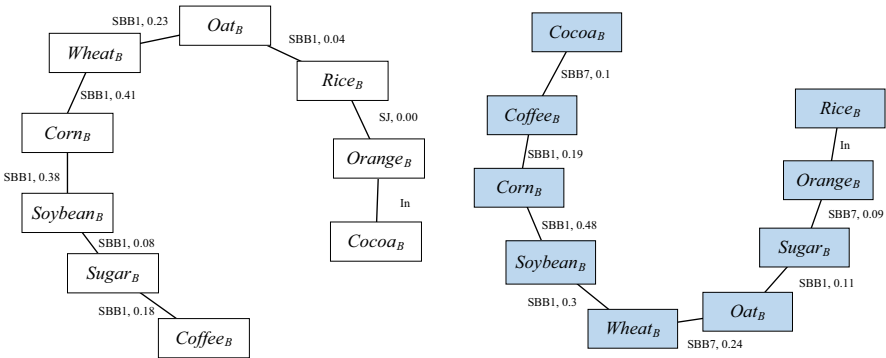 SBB1, 0.23
Oat_B
SBB1, 0.04
Wheat_B
Rice_B
SBB1, 0.41
SJ, 0.00
Corn_B
Orange_B
SBB1, 0.38
In
Soybean_B
Cocoa_B
SBB1, 0.08
Sugar_B
SBB1, 0.18
Coffee_B
Cocoa_B
SBB7, 0.1
Coffee_B
Rice_B
SBB1, 0.19
In
Corn_B
Orange_B
SBB1, 0.48
SBB7, 0.09
Soybean_B
Sugar_B
SBB1, 0.3
SBB1, 0.11
Wheat_B
Oat_B
SBB7, 0.24